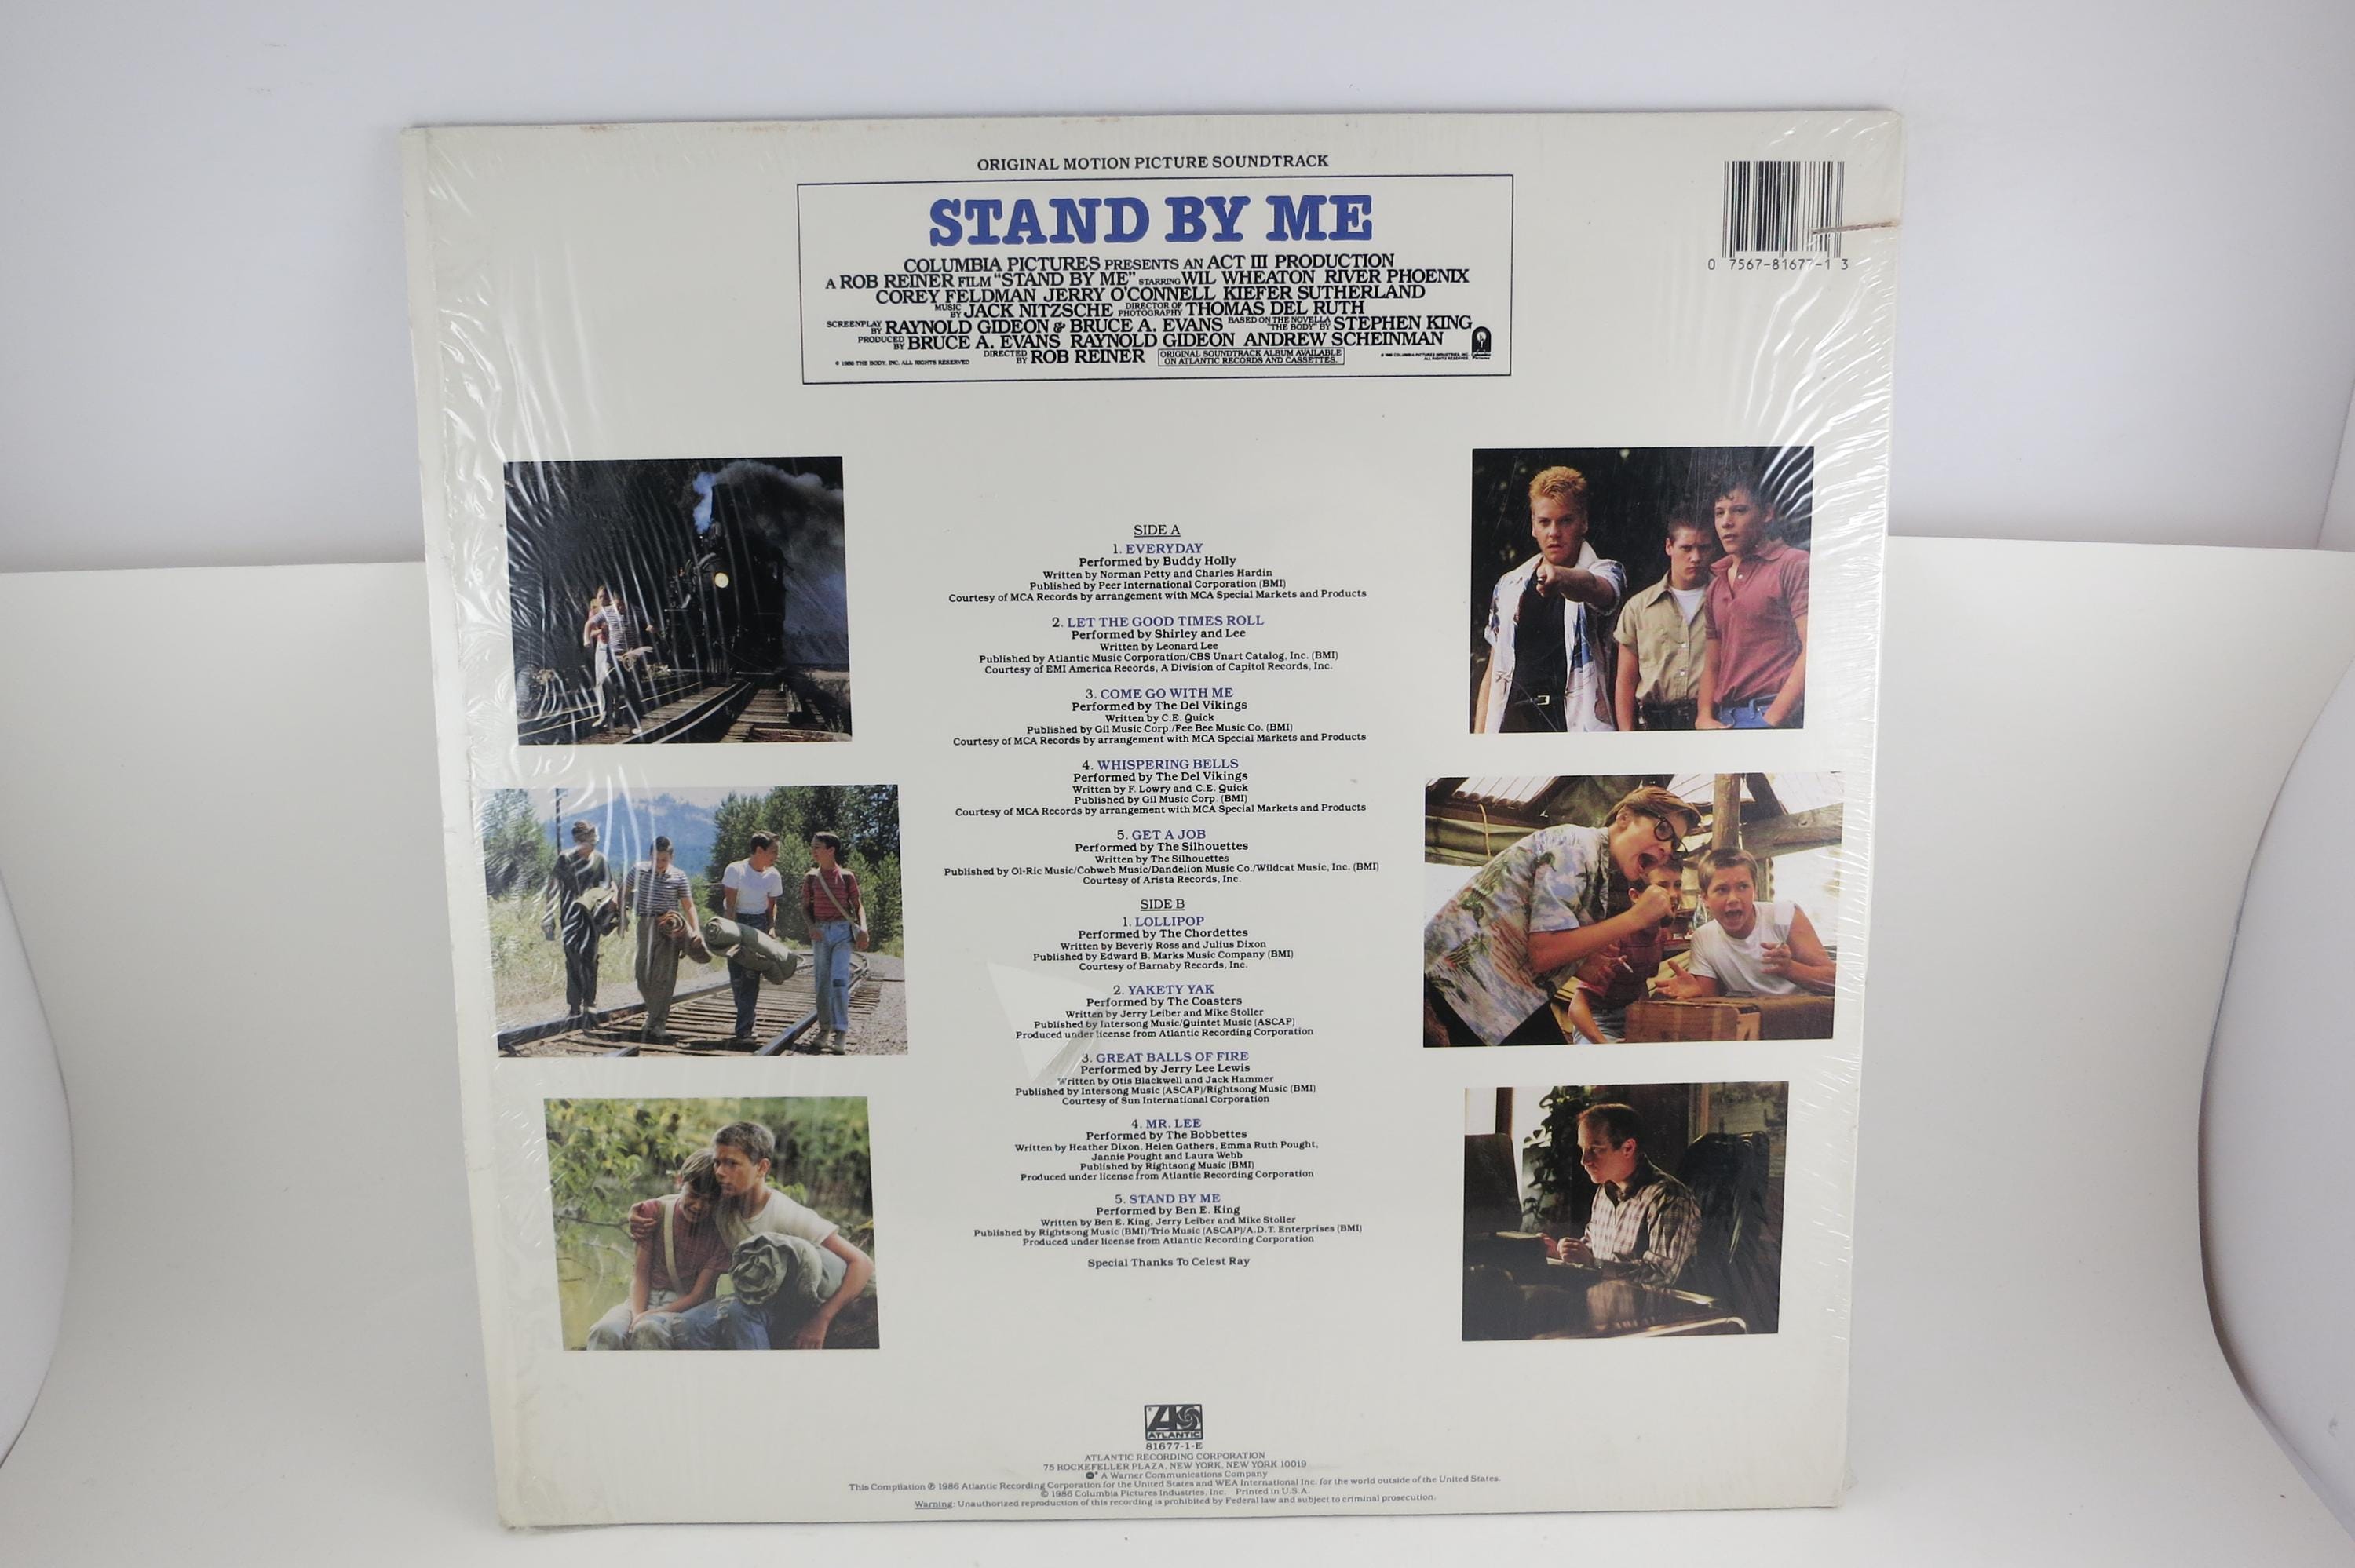 ORIGINAL MOTION PICTURE SOUNDTRACK
STAND BY ME
COLUMBIA PICTURES PRESENTS AN ACT III PRODUCTION
A ROB REINER FILM "STAND BY ME" STARRING WIL WHEATON RIVER PHOENIX
COREY FELDMAN JERRY O'CONNELL KIEFER SUTHERLAND
MUSIC BY JACK NITZSCHE DIRECTOR OF PHOTOGRAPHY THOMAS DEL RUTH
SCREENPLAY BY RAYNOLD GIDEON & BRUCE A. EVANS BASED ON THE NOVELLA "THE BODY" BY STEPHEN KING
PRODUCED BY BRUCE A. EVANS RAYNOLD GIDEON ANDREW SCHEINMAN
DIRECTED BY ROB REINER
ORIGINAL SOUNDTRACK ALBUM AVAILABLE
ON ATLANTIC RECORDS AND CASSETTES.
© 1986 THE BODY, INC. ALL RIGHTS RESERVED
© 1986 COLUMBIA PICTURES INDUSTRIES, INC.
ALL RIGHTS RESERVED
Columbia
Pictures
0 7567-81677-1 3
SIDE A
1. EVERYDAY
Performed by Buddy Holly
Written by Norman Petty and Charles Hardin
Published by Peer International Corporation (BMI)
Courtesy of MCA Records by arrangement with MCA Special Markets and Products
2. LET THE GOOD TIMES ROLL
Performed by Shirley and Lee
Written by Leonard Lee
Published by Atlantic Music Corporation/CBS Unart Catalog, Inc. (BMI)
Courtesy of EMI America Records, A Division of Capitol Records, Inc.
3. COME GO WITH ME
Performed by The Del Vikings
Written by C.E. Quick
Published by Gil Music Corp./Fee Bee Music Co. (BMI)
Courtesy of MCA Records by arrangement with MCA Special Markets and Products
4. WHISPERING BELLS
Performed by The Del Vikings
Written by F. Lowry and C.E. Quick
Published by Gil Music Corp. (BMI)
Courtesy of MCA Records by arrangement with MCA Special Markets and Products
5. GET A JOB
Performed by The Silhouettes
Written by The Silhouettes
Published by Ol-Ric Music/Cobweb Music/Dandelion Music Co./Wildcat Music, Inc. (BMI)
Courtesy of Arista Records, Inc.
SIDE B
1. LOLLIPOP
Performed by The Chordettes
Written by Beverly Ross and Julius Dixon
Published by Edward B. Marks Music Company (BMI)
Courtesy of Barnaby Records, Inc.
2. YAKETY YAK
Performed by The Coasters
Written by Jerry Leiber and Mike Stoller
Published by Intersong Music/Quintet Music (ASCAP)
Produced under license from Atlantic Recording Corporation
3. GREAT BALLS OF FIRE
Performed by Jerry Lee Lewis
Written by Otis Blackwell and Jack Hammer
Published by Intersong Music (ASCAP)/Rightsong Music (BMI)
Courtesy of Sun International Corporation
4. MR. LEE
Performed by The Bobbettes
Written by Heather Dixon, Helen Gathers, Emma Ruth Pought,
Jannie Pought and Laura Webb
Published by Rightsong Music (BMI)
Produced under license from Atlantic Recording Corporation
5. STAND BY ME
Performed by Ben E. King
Written by Ben E. King, Jerry Leiber and Mike Stoller
Published by Rightsong Music (BMI)/Trio Music (ASCAP)/A.D.T. Enterprises (BMI)
Produced under license from Atlantic Recording Corporation
Special Thanks To Celest Ray
ATLANTIC
81677-1-E
ATLANTIC RECORDING CORPORATION
75 ROCKEFELLER PLAZA, NEW YORK, NEW YORK 10019
A Warner Communications Company
This Compilation ℗ 1986 Atlantic Recording Corporation for the United States and WEA International Inc. for the world outside of the United States.
© 1986 Columbia Pictures Industries, Inc. Printed in U.S.A.
Warning: Unauthorized reproduction of this recording is prohibited by Federal law and subject to criminal prosecution.